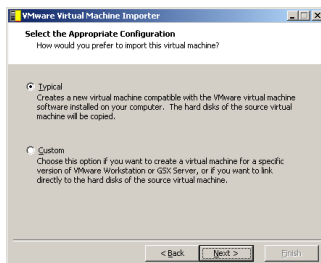 VMware Virtual Machine Importer
Select the Appropriate Configuration
How would you prefer to import this virtual machine?
Typical
Creates a new virtual machine compatible with the VMware virtual machine
software installed on your computer. The hard disks of the source virtual
machine will be copied.
Custom
Choose this option if you want to create a virtual machine for a specific
version of VMware Workstation or GSX Server, or if you want to link
directly to the hard disks of the source virtual machine.
< Back Next > Finish